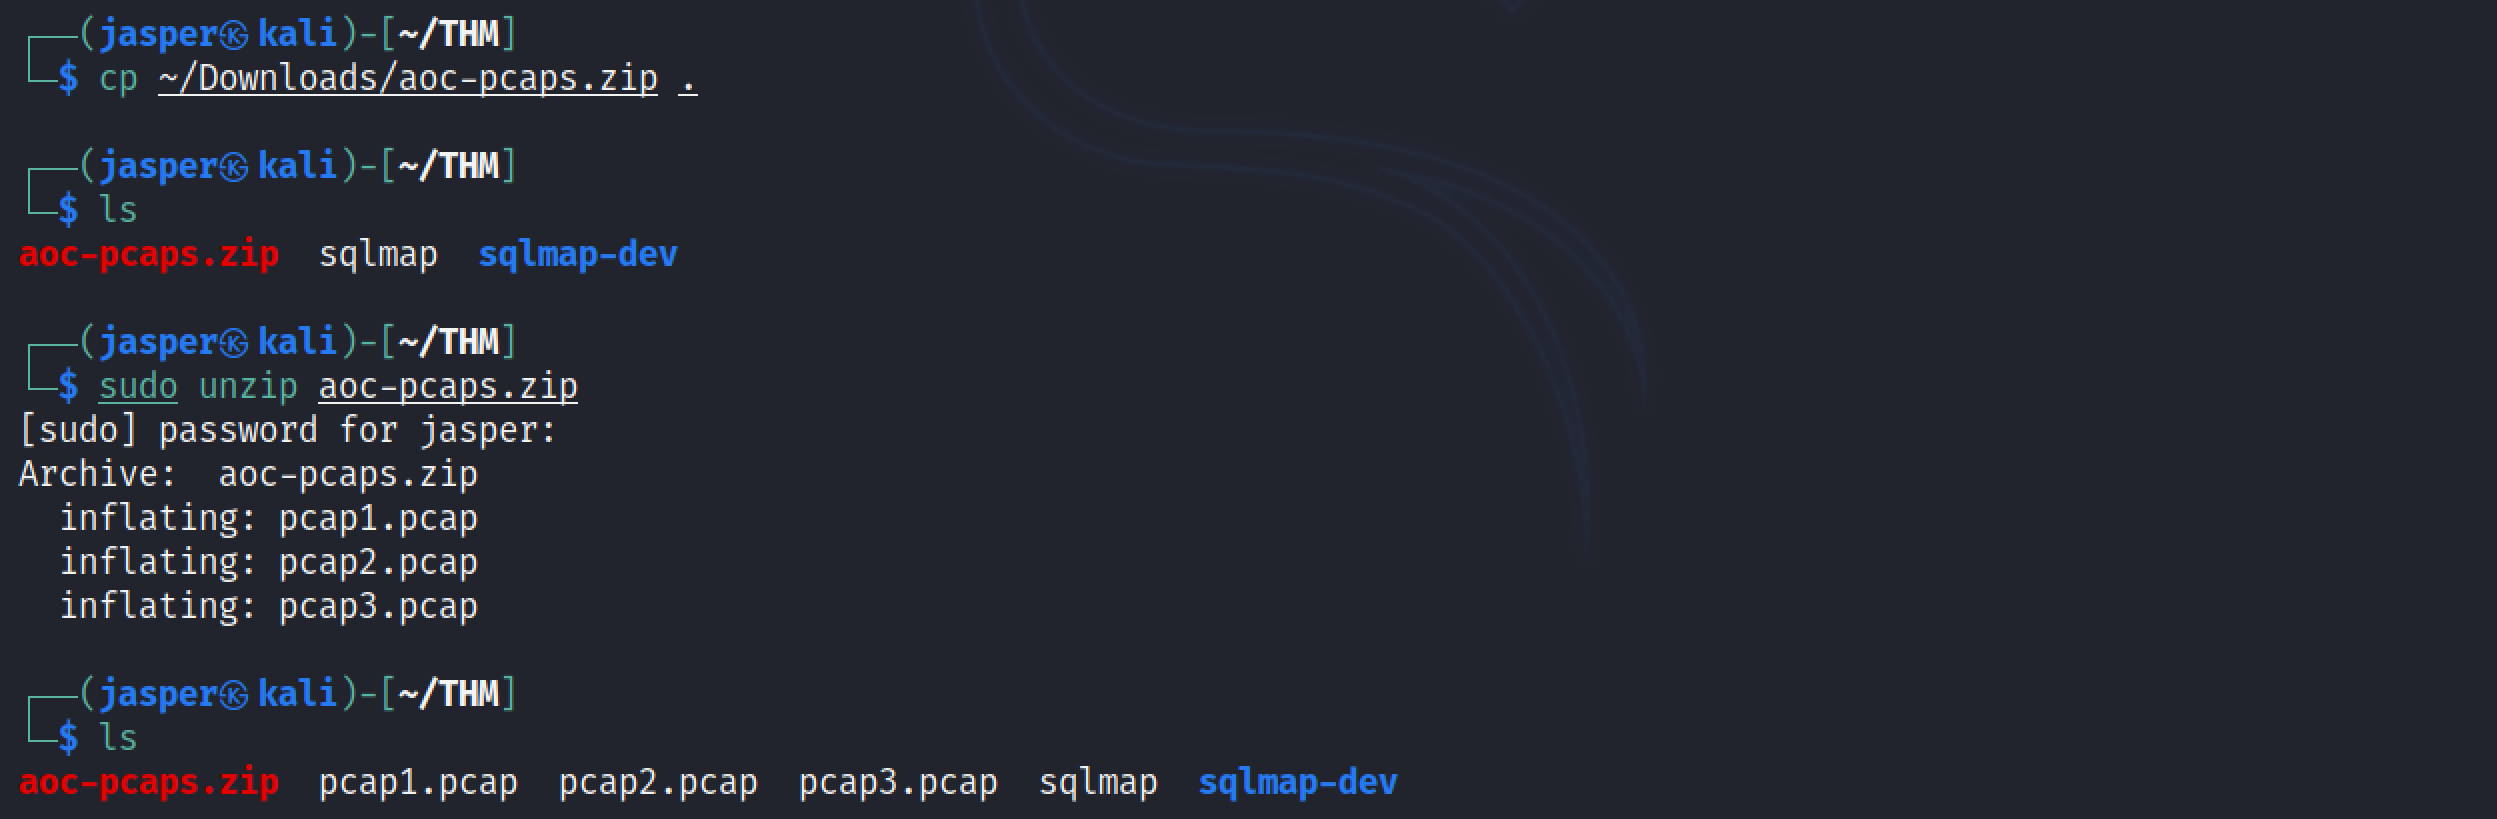 ┌──(jasper㉿kali)-[~/THM]
└─$ cp ~/Downloads/aoc-pcaps.zip .
┌──(jasper㉿kali)-[~/THM]
└─$ ls
aoc-pcaps.zip  sqlmap  sqlmap-dev
┌──(jasper㉿kali)-[~/THM]
└─$ sudo unzip aoc-pcaps.zip
[sudo] password for jasper:
Archive:  aoc-pcaps.zip
  inflating: pcap1.pcap
  inflating: pcap2.pcap
  inflating: pcap3.pcap
┌──(jasper㉿kali)-[~/THM]
└─$ ls
aoc-pcaps.zip  pcap1.pcap  pcap2.pcap  pcap3.pcap  sqlmap  sqlmap-dev